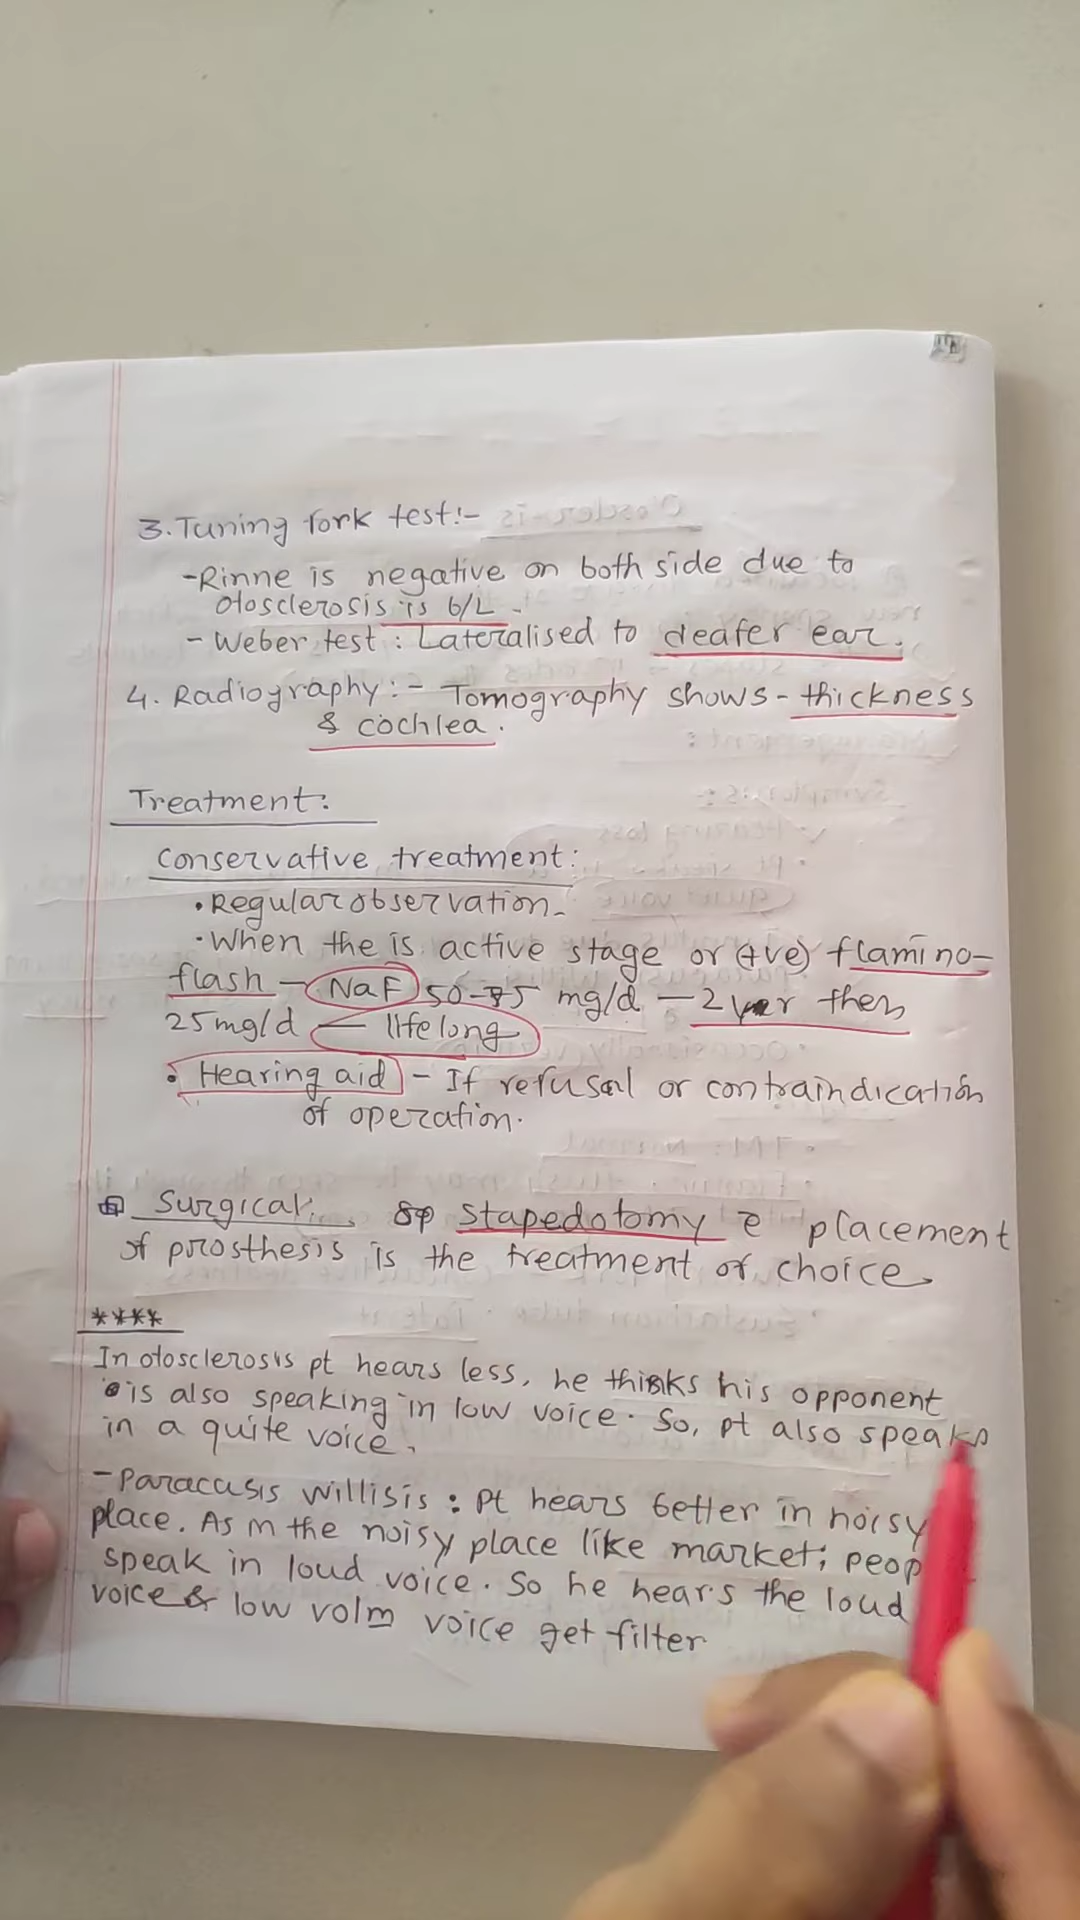 3. Tuning fork test:-
-Rinne is negative on both side due to
otosclerosis is b/L -
- Weber test : Lateralised to deafer ear.
4. Radiography:- Tomography shows - thickness
& cochlea.
Treatment:
Conservative treatment:
• Regular observation.
• When the is active stage or (+ve) flamino-
flash - NaF 50-75 mg/d - 2 then
25mg/d - lifelong
• Hearing aid - If refusal or contraindication
of operation.
Surgical: stapedotomy c̄ placement
of prosthesis is the treatment of choice.
****
In otosclerosis pt hears less, he thinks his opponent
is also speaking in low voice. So, pt also speaks
in a quite voice.
- Paracusis willisis : pt hears better in noisy
place. As in the noisy place like market; peop
speak in loud voice. So he hears the loud
voice & low volm voice get filter